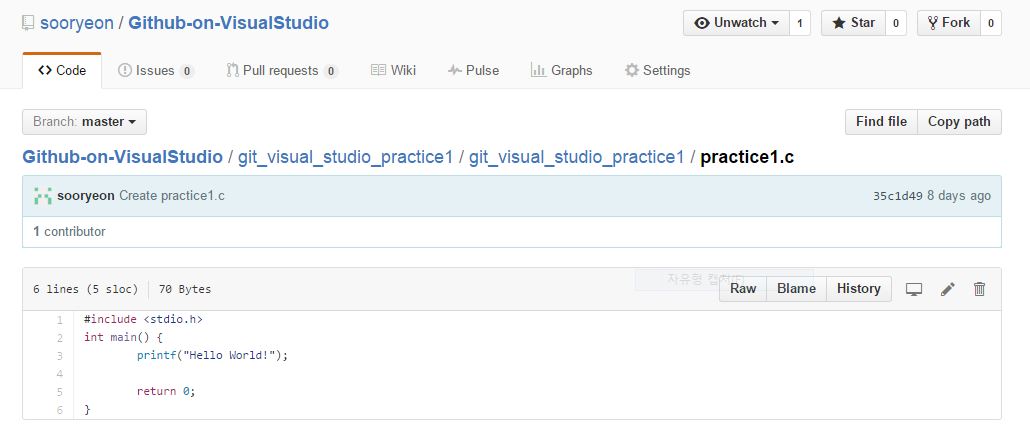 sooryeon / Github-on-VisualStudio
Unwatch 1 Star 0 Fork 0
Code Issues 0 Pull requests 0 Wiki Pulse Graphs Settings
Branch: master Find file Copy path
Github-on-VisualStudio / git_visual_studio_practice1 / git_visual_studio_practice1 / practice1.c
sooryeon Create practice1.c 35c1d49 8 days ago
1 contributor
자유형
6 lines (5 sloc) 70 Bytes Raw Blame History
1 #include <stdio.h>
2 int main() {
3 printf("Hello World!");
4
5 return 0;
6 }